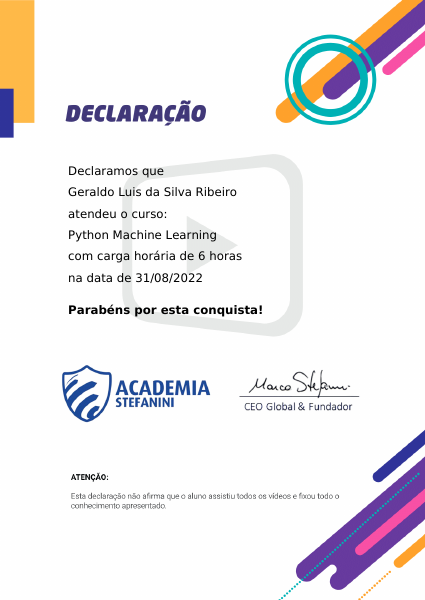 DECLARAÇÃO
Declaramos que
Geraldo Luis da Silva Ribeiro
atendeu o curso:
Python Machine Learning
com carga horária de 6 horas
na data de 31/08/2022
Parabéns por esta conquista!
ACADEMIA
STEFANINI
Marco Stefanini
CEO Global & Fundador
ATENÇÃO:
Esta declaração não afirma que o aluno assistiu todos os vídeos e fixou todo o
conhecimento apresentado.